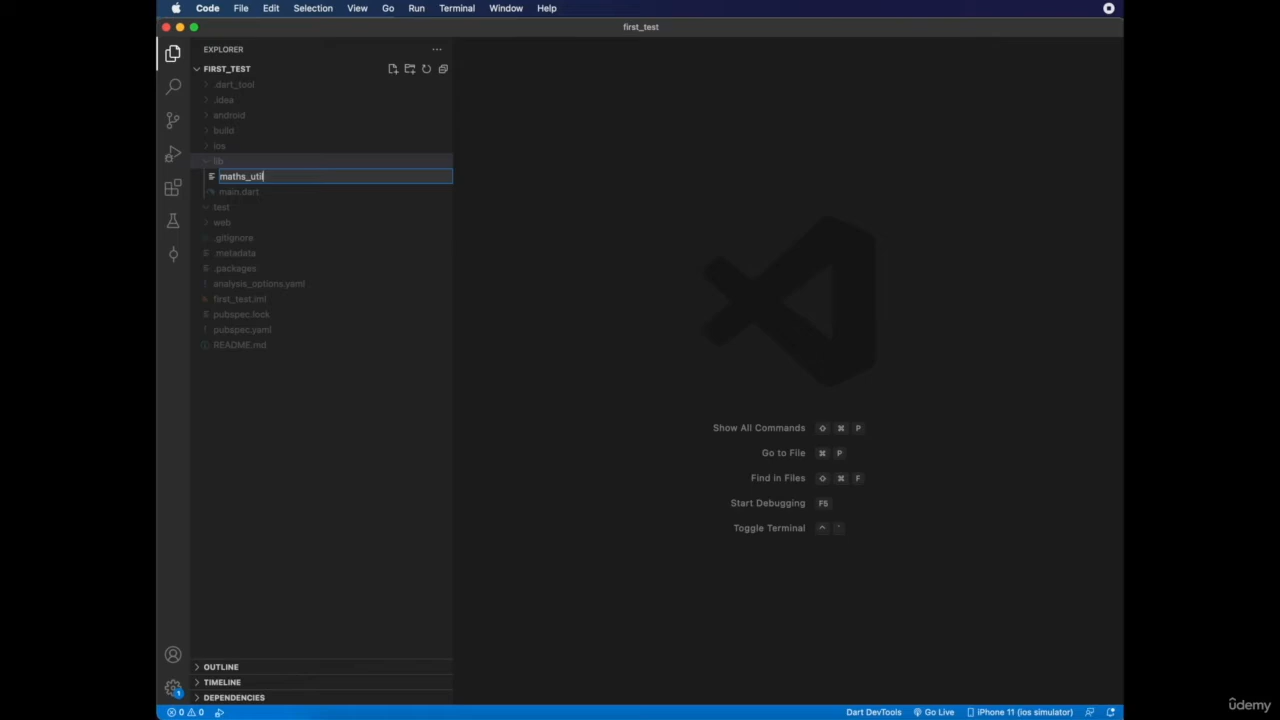 Code File Edit Selection View Go Run Terminal Window Help
first_test
EXPLORER
FIRST_TEST
.dart_tool
.idea
android
build
ios
lib
maths_util
main.dart
test
web
.gitignore
.metadata
.packages
analysis_options.yaml
first_test.iml
pubspec.lock
pubspec.yaml
README.md
Show All Commands ⇧ ⌘ P
Go to File ⌘ P
Find in Files ⇧ ⌘ F
Start Debugging F5
Toggle Terminal ^ `
OUTLINE
TIMELINE
DEPENDENCIES
1
0 0 Dart DevTools Go Live iPhone 11 (ios simulator)
udemy